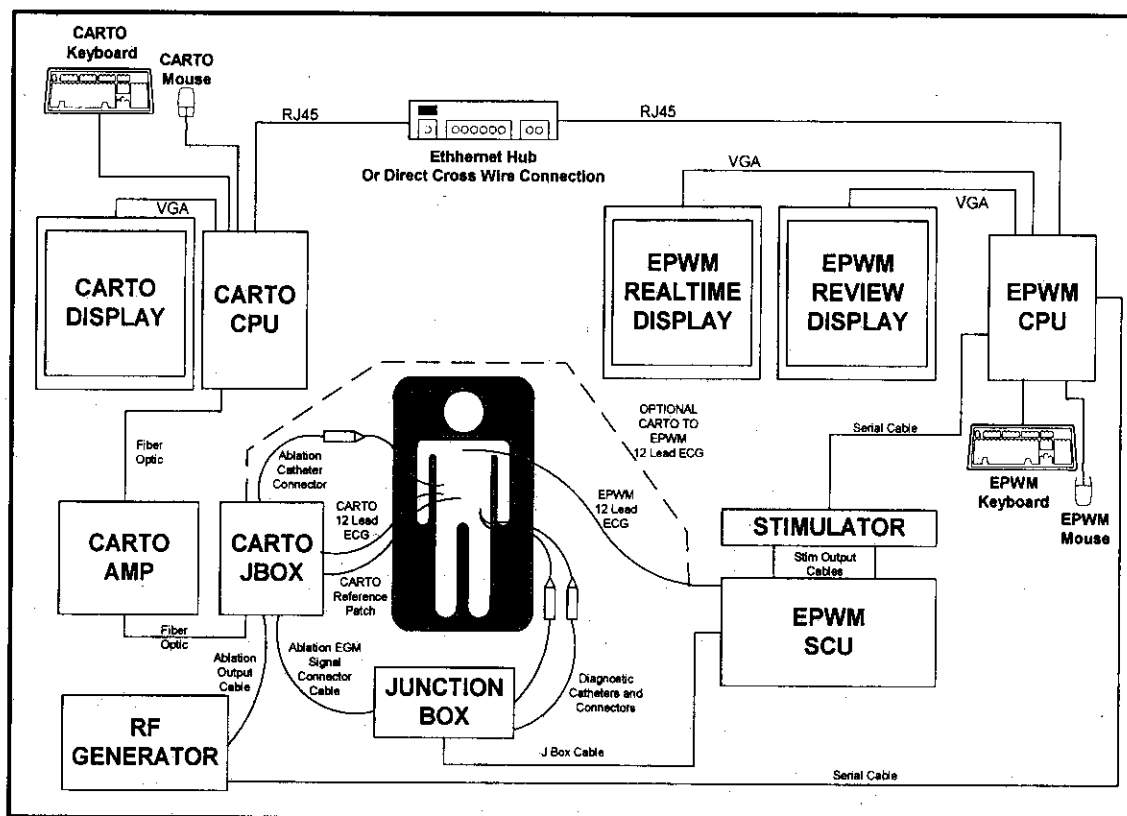 CARTO
Keyboard
CARTO
Mouse
RJ45
RJ45
Ethhernet Hub
Or Direct Cross Wire Connection
VGA
VGA
VGA
CARTO
DISPLAY
CARTO
CPU
EPWM
REALTIME
DISPLAY
EPWM
REVIEW
DISPLAY
EPWM
CPU
Fiber
Optic
Ablation
Catheter
Connector
OPTIONAL
CARTO TO
EPWM
12 Lead ECG
Serial Cable
EPWM
Keyboard
EPWM
Mouse
CARTO
12 Lead
ECG
EPWM
12 Lead
ECG
CARTO
AMP
CARTO
JBOX
STIMULATOR
Stim Output
Cables
CARTO
Reference
Patch
EPWM
SCU
Fiber
Optic
Ablation
Output
Cable
Ablation EGM
Signal
Connector
Cable
JUNCTION
BOX
Diagnostic
Catheters and
Connectors
RF
GENERATOR
J Box Cable
Serial Cable